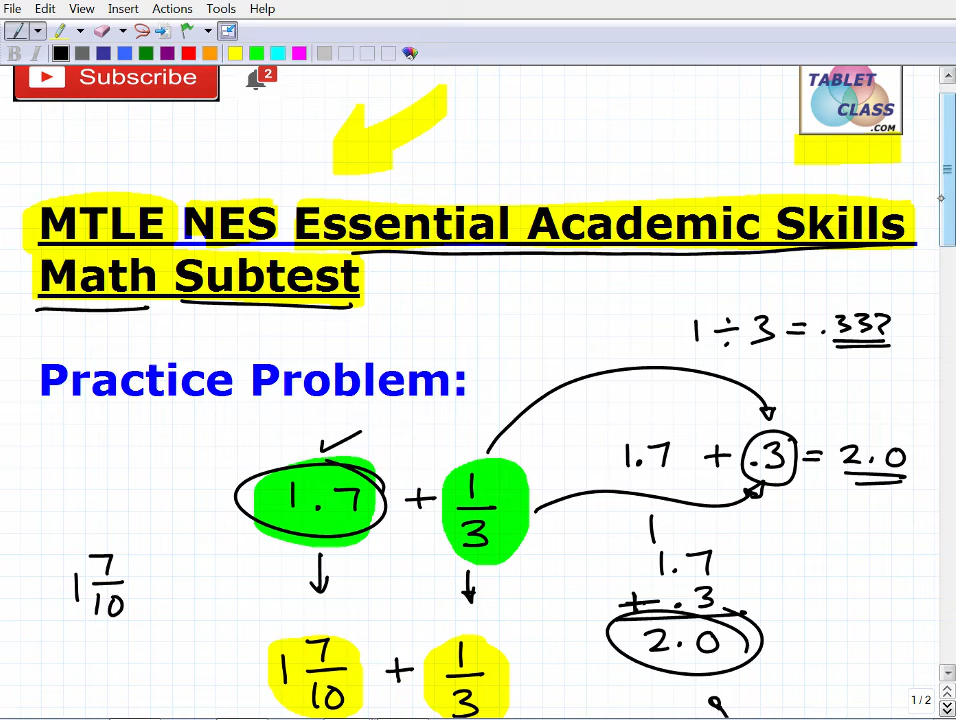 File Edit View Insert Actions Tools Help
B I
Subscribe 2
TABLET
CLASS
.COM
MTLE NES Essential Academic Skills
Math Subtest
1 ÷ 3 = .333
Practice Problem:
1.7 + .3 = 2.0
1.7 + 1/3
1
1.7
+ .3
2.0
1 7/10
1 7/10 + 1/3
1 / 2